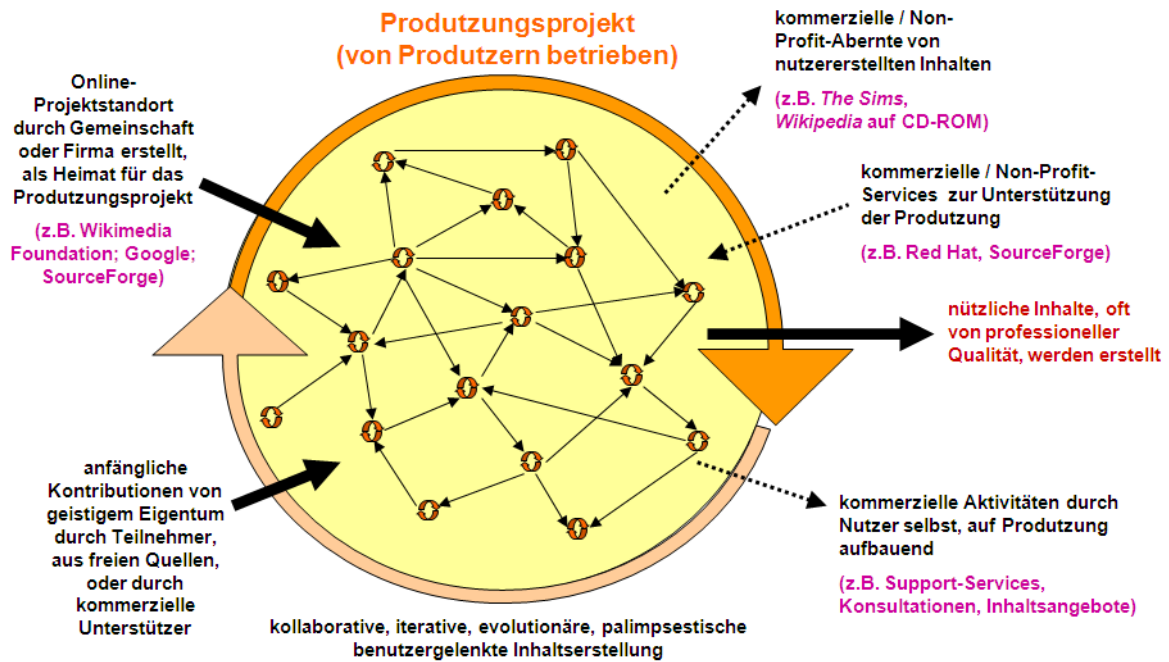 Produtzungsprojekt
(von Produtzern betrieben)
Online-
Projektstandort
durch Gemeinschaft
oder Firma erstellt,
als Heimat für das
Produtzungsprojekt
(z.B. Wikimedia
Foundation; Google;
SourceForge)
anfängliche
Kontributionen von
geistigem Eigentum
durch Teilnehmer,
aus freien Quellen,
oder durch
kommerzielle
Unterstützer
kommerzielle / Non-
Profit-Abernte von
nutzererstellten Inhalten
(z.B. The Sims,
Wikipedia auf CD-ROM)
kommerzielle / Non-Profit-
Services zur Unterstützung
der Produtzung
(z.B. Red Hat, SourceForge)
nützliche Inhalte, oft
von professioneller
Qualität, werden erstellt
kommerzielle Aktivitäten durch
Nutzer selbst, auf Produtzung
aufbauend
(z.B. Support-Services,
Konsultationen, Inhaltsangebote)
kollaborative, iterative, evolutionäre, palimpsestische
benutzergelenkte Inhaltserstellung